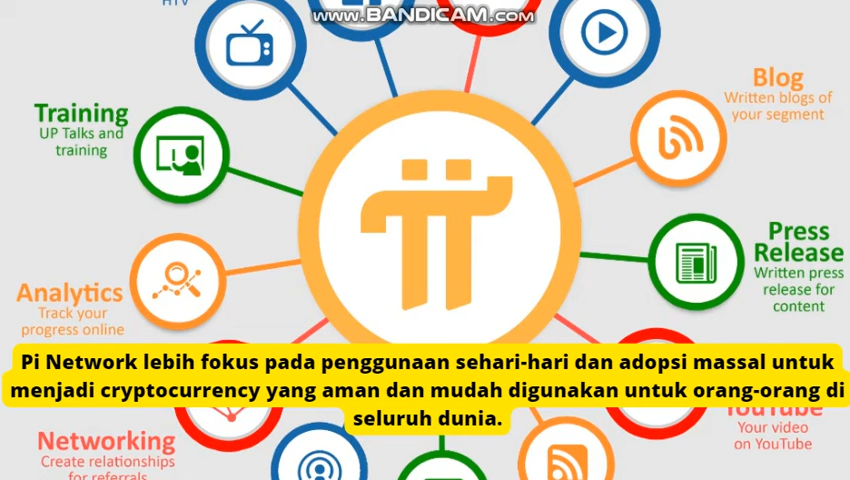 HTV
www.BANDICAM.com
Training
UP Talks and
training
Blog
Written blogs of
your segment
Press
Release
Written press
release for
content
Analytics
Track your
progress online
Pi Network lebih fokus pada penggunaan sehari-hari dan adopsi massal untuk
menjadi cryptocurrency yang aman dan mudah digunakan untuk orang-orang di
seluruh dunia.
YouTube
Your video
on YouTube
Networking
Create relationships
for referrals